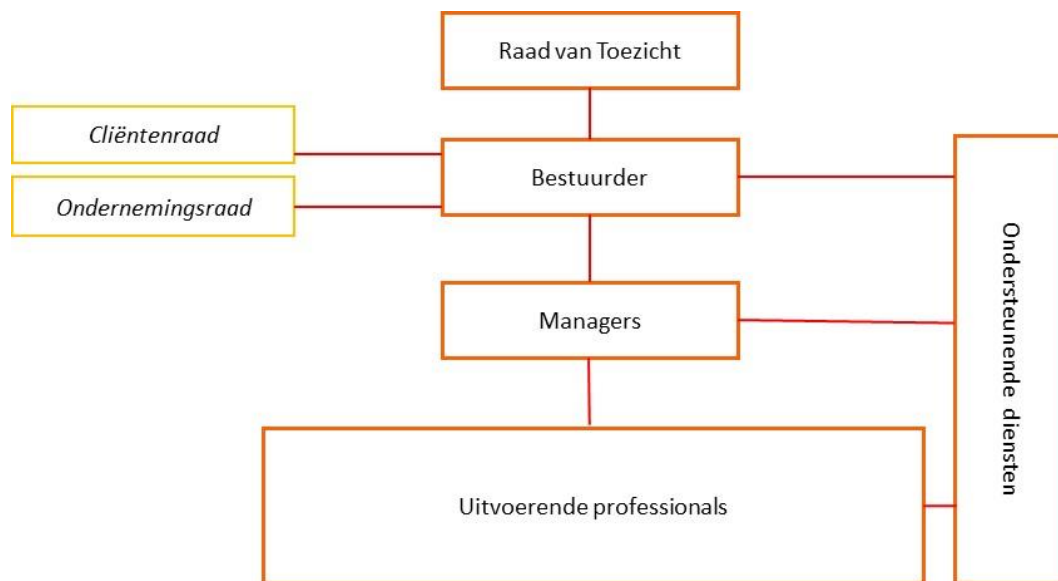 Raad van Toezicht
Cliëntenraad
Bestuurder
Ondernemingsraad
Managers
Uitvoerende professionals
Ondersteunende diensten